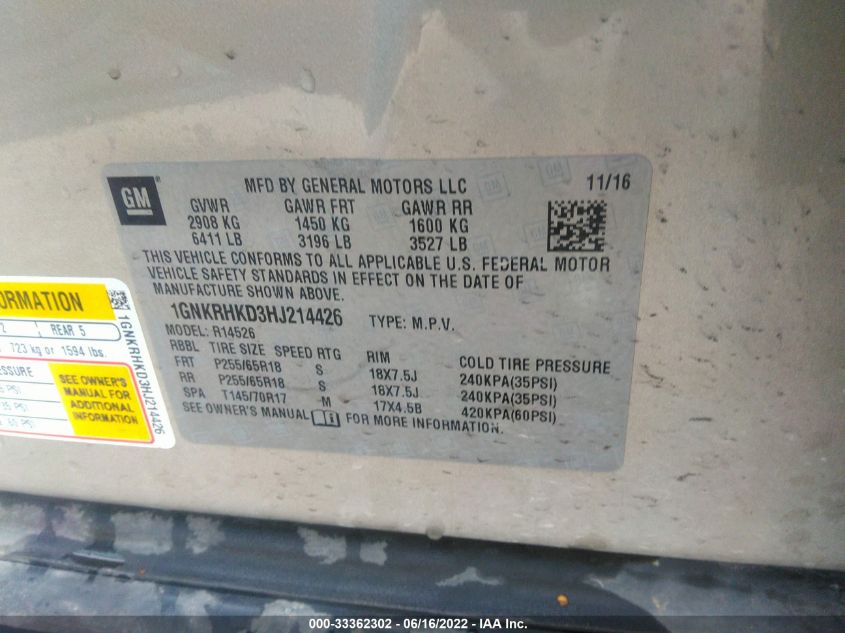 GM ®
MFD BY GENERAL MOTORS LLC 11/16
GVWR GAWR FRT GAWR RR
2908 KG 1450 KG 1600 KG
6411 LB 3196 LB 3527 LB
THIS VEHICLE CONFORMS TO ALL APPLICABLE U.S. FEDERAL MOTOR
VEHICLE SAFETY STANDARDS IN EFFECT ON THE DATE OF
MANUFACTURE SHOWN ABOVE.
1GNKRHKD3HJ214426 TYPE: M.P.V.
MODEL: R14526
RBBL TIRE SIZE SPEED RTG RIM COLD TIRE PRESSURE
FRT P255/65R18 S 18X7.5J 240KPA(35PSI)
RR P255/65R18 S 18X7.5J 240KPA(35PSI)
SPA T145/70R17 M 17X4.5B 420KPA(60PSI)
SEE OWNER'S MANUAL FOR MORE INFORMATION.
ORMATION
2 REAR 5
723 kg or 1594 lbs.
ESSURE
PSI
PSI
PSI
SEE OWNER'S
MANUAL FOR
ADDITIONAL
INFORMATION
1GNKRHKD3HJ214426
000-33362302 - 06/16/2022 - IAA Inc.